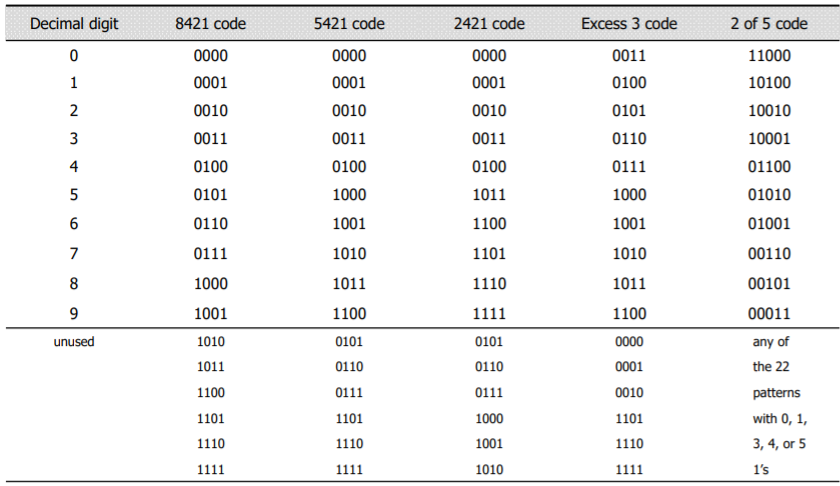 Decimal digit 8421 code 5421 code 2421 code Excess 3 code 2 of 5 code
0 0000 0000 0000 0011 11000
1 0001 0001 0001 0100 10100
2 0010 0010 0010 0101 10010
3 0011 0011 0011 0110 10001
4 0100 0100 0100 0111 01100
5 0101 1000 1011 1000 01010
6 0110 1001 1100 1001 01001
7 0111 1010 1101 1010 00110
8 1000 1011 1110 1011 00101
9 1001 1100 1111 1100 00011
unused 1010 0101 0101 0000 any of
1011 0110 0110 0001 the 22
1100 0111 0111 0010 patterns
1101 1101 1000 1101 with 0, 1,
1110 1110 1001 1110 3, 4, or 5
1111 1111 1010 1111 1's